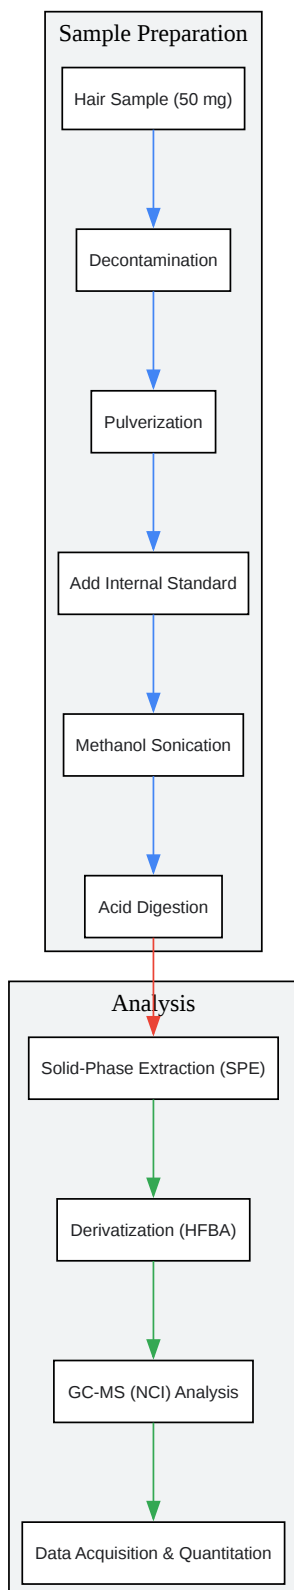 Sample Preparation
Hair Sample (50 mg)
Decontamination
Pulverization
Add Internal Standard
Methanol Sonication
Acid Digestion
Analysis
Solid-Phase Extraction (SPE)
Derivatization (HFBA)
GC-MS (NCI) Analysis
Data Acquisition & Quantitation